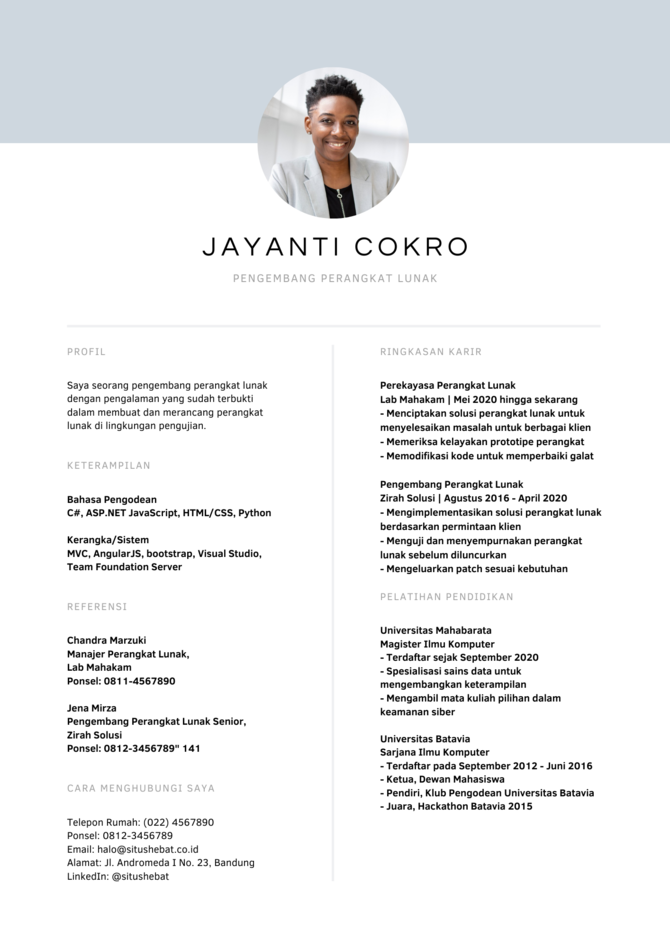 JAYANTI COKRO
PENGEMBANG PERANGKAT LUNAK
PROFIL
Saya seorang pengembang perangkat lunak
dengan pengalaman yang sudah terbukti
dalam membuat dan merancang perangkat
lunak di lingkungan pengujian.
KETERAMPILAN
Bahasa Pengodean
C#, ASP.NET JavaScript, HTML/CSS, Python
Kerangka/Sistem
MVC, AngularJS, bootstrap, Visual Studio,
Team Foundation Server
REFERENSI
Chandra Marzuki
Manajer Perangkat Lunak,
Lab Mahakam
Ponsel: 0811-4567890
Jena Mirza
Pengembang Perangkat Lunak Senior,
Zirah Solusi
Ponsel: 0812-3456789" 141
CARA MENGHUBUNGI SAYA
Telepon Rumah: (022) 4567890
Ponsel: 0812-3456789
Email: halo@situshebat.co.id
Alamat: Jl. Andromeda I No. 23, Bandung
LinkedIn: @situshebat
RINGKASAN KARIR
Perekayasa Perangkat Lunak
Lab Mahakam | Mei 2020 hingga sekarang
- Menciptakan solusi perangkat lunak untuk
menyelesaikan masalah untuk berbagai klien
- Memeriksa kelayakan prototipe perangkat
- Memodifikasi kode untuk memperbaiki galat
Pengembang Perangkat Lunak
Zirah Solusi | Agustus 2016 - April 2020
- Mengimplementasikan solusi perangkat lunak
berdasarkan permintaan klien
- Menguji dan menyempurnakan perangkat
lunak sebelum diluncurkan
- Mengeluarkan patch sesuai kebutuhan
PELATIHAN PENDIDIKAN
Universitas Mahabarata
Magister Ilmu Komputer
- Terdaftar sejak September 2020
- Spesialisasi sains data untuk
mengembangkan keterampilan
- Mengambil mata kuliah pilihan dalam
keamanan siber
Universitas Batavia
Sarjana Ilmu Komputer
- Terdaftar pada September 2012 - Juni 2016
- Ketua, Dewan Mahasiswa
- Pendiri, Klub Pengodean Universitas Batavia
- Juara, Hackathon Batavia 2015